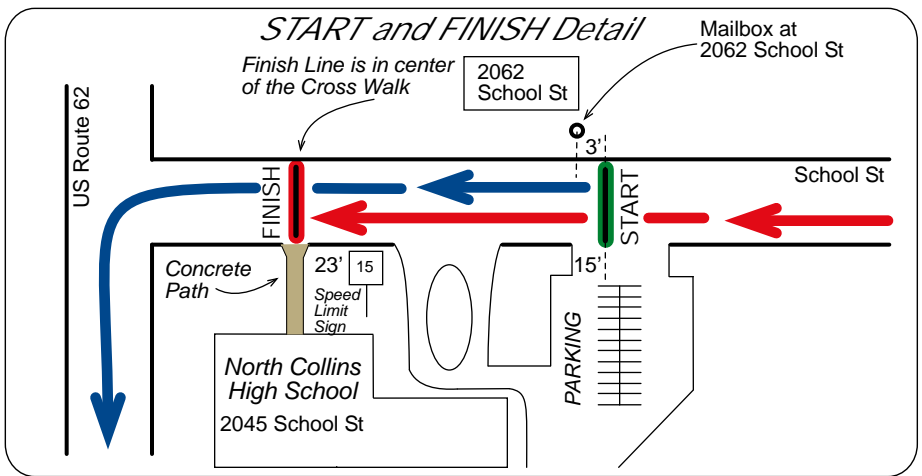 START and FINISH Detail
Finish Line is in center
of the Cross Walk
2062
School St
Mailbox at
2062 School St
US Route 62
3’
School St
FINISH
START
Concrete
Path
23’
15
15’
Speed
Limit
Sign
PARKING
North Collins
High School
2045 School St